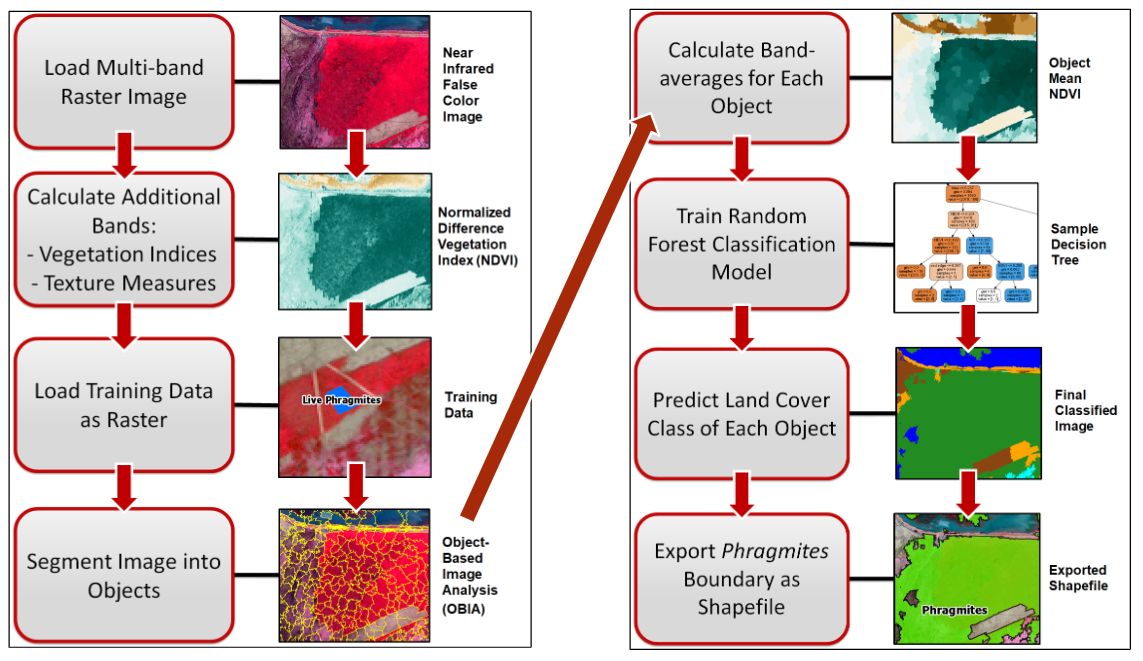 Load Multi-band
Raster Image
Near
Infrared
False
Color
Image
Calculate Additional
Bands:
- Vegetation Indices
- Texture Measures
Normalized
Difference
Vegetation
Index (NDVI)
Load Training Data
as Raster
Live Phragmites
Training
Data
Segment Image into
Objects
Object-
Based
Image
Analysis
(OBIA)
Calculate Band-
averages for Each
Object
Object
Mean
NDVI
Train Random
Forest Classification
Model
Sample
Decision
Tree
Predict Land Cover
Class of Each Object
Final
Classified
Image
Export Phragmites
Boundary as
Shapefile
Phragmites
Exported
Shapefile